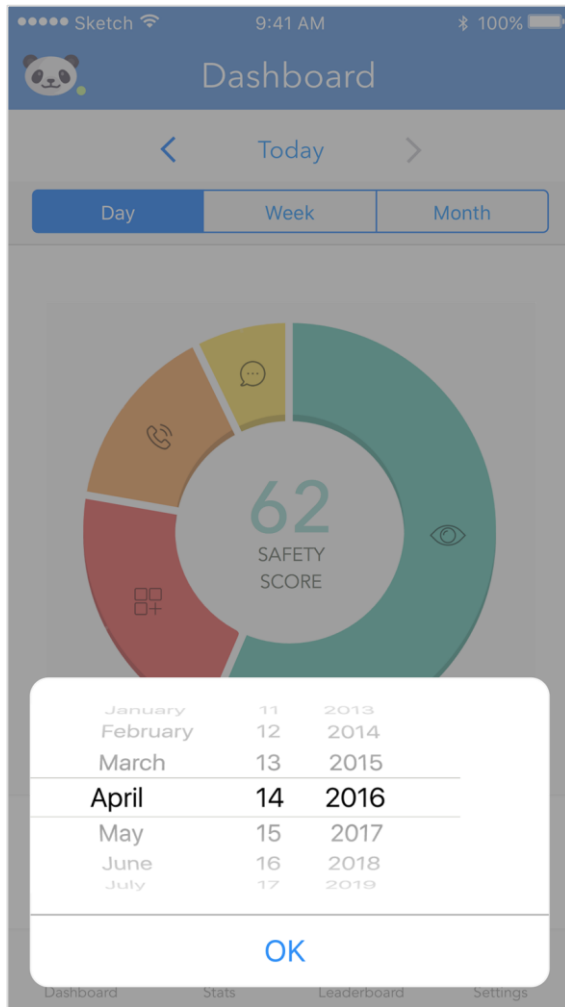 Sketch 9:41 AM 100%
Dashboard
Today
Day Week Month
62
SAFETY
SCORE
January 11 2013
February 12 2014
March 13 2015
April 14 2016
May 15 2017
June 16 2018
July 17 2019
OK
Dashboard Stats Leaderboard Settings